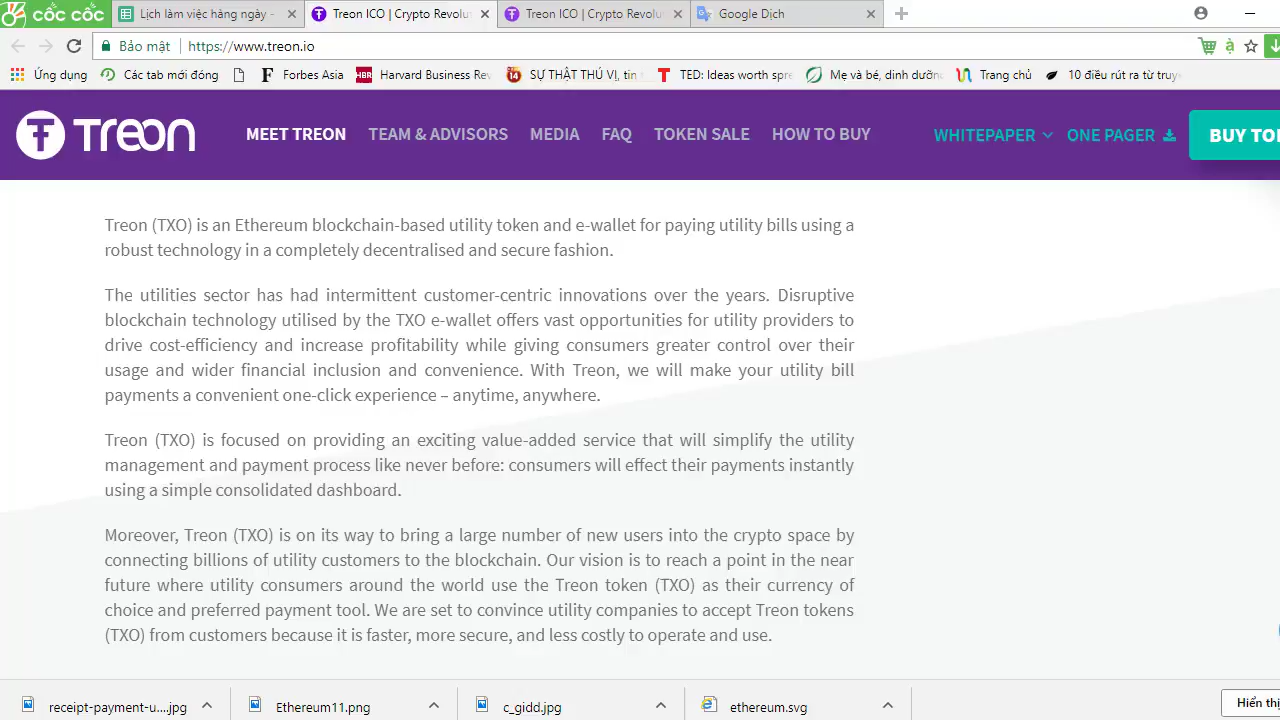 cốc cốc
Lịch làm việc hàng ngày -
Treon ICO | Crypto Revolut
Treon ICO | Crypto Revolut
Google Dịch
Bảo mật
https://www.treon.io
Ứng dụng
Các tab mới đóng
Forbes Asia
HBR
Harvard Business Rev
14
SỰ THẬT THÚ VỊ, tin
TED: Ideas worth spre
Mẹ và bé, dinh dưỡn
Trang chủ
10 điều rút ra từ truyệ
Treon
MEET TREON
TEAM & ADVISORS
MEDIA
FAQ
TOKEN SALE
HOW TO BUY
WHITEPAPER
ONE PAGER
BUY TO
Treon (TXO) is an Ethereum blockchain-based utility token and e-wallet for paying utility bills using a
robust technology in a completely decentralised and secure fashion.
The utilities sector has had intermittent customer-centric innovations over the years. Disruptive
blockchain technology utilised by the TXO e-wallet offers vast opportunities for utility providers to
drive cost-efficiency and increase profitability while giving consumers greater control over their
usage and wider financial inclusion and convenience. With Treon, we will make your utility bill
payments a convenient one-click experience – anytime, anywhere.
Treon (TXO) is focused on providing an exciting value-added service that will simplify the utility
management and payment process like never before: consumers will effect their payments instantly
using a simple consolidated dashboard.
Moreover, Treon (TXO) is on its way to bring a large number of new users into the crypto space by
connecting billions of utility customers to the blockchain. Our vision is to reach a point in the near
future where utility consumers around the world use the Treon token (TXO) as their currency of
choice and preferred payment tool. We are set to convince utility companies to accept Treon tokens
(TXO) from customers because it is faster, more secure, and less costly to operate and use.
receipt-payment-u....jpg
Ethereum11.png
c_gidd.jpg
ethereum.svg
Hiển thị